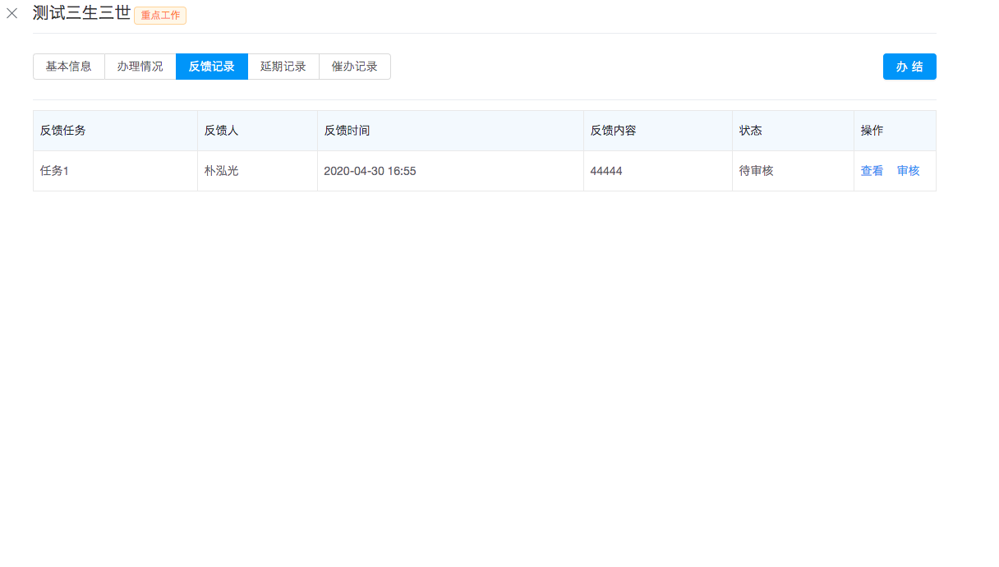 测试三生三世 重点工作
基本信息 办理情况 反馈记录 延期记录 催办记录 办 结
反馈任务 反馈人 反馈时间 反馈内容 状态 操作
任务1 朴泓光 2020-04-30 16:55 44444 待审核 查看 审核